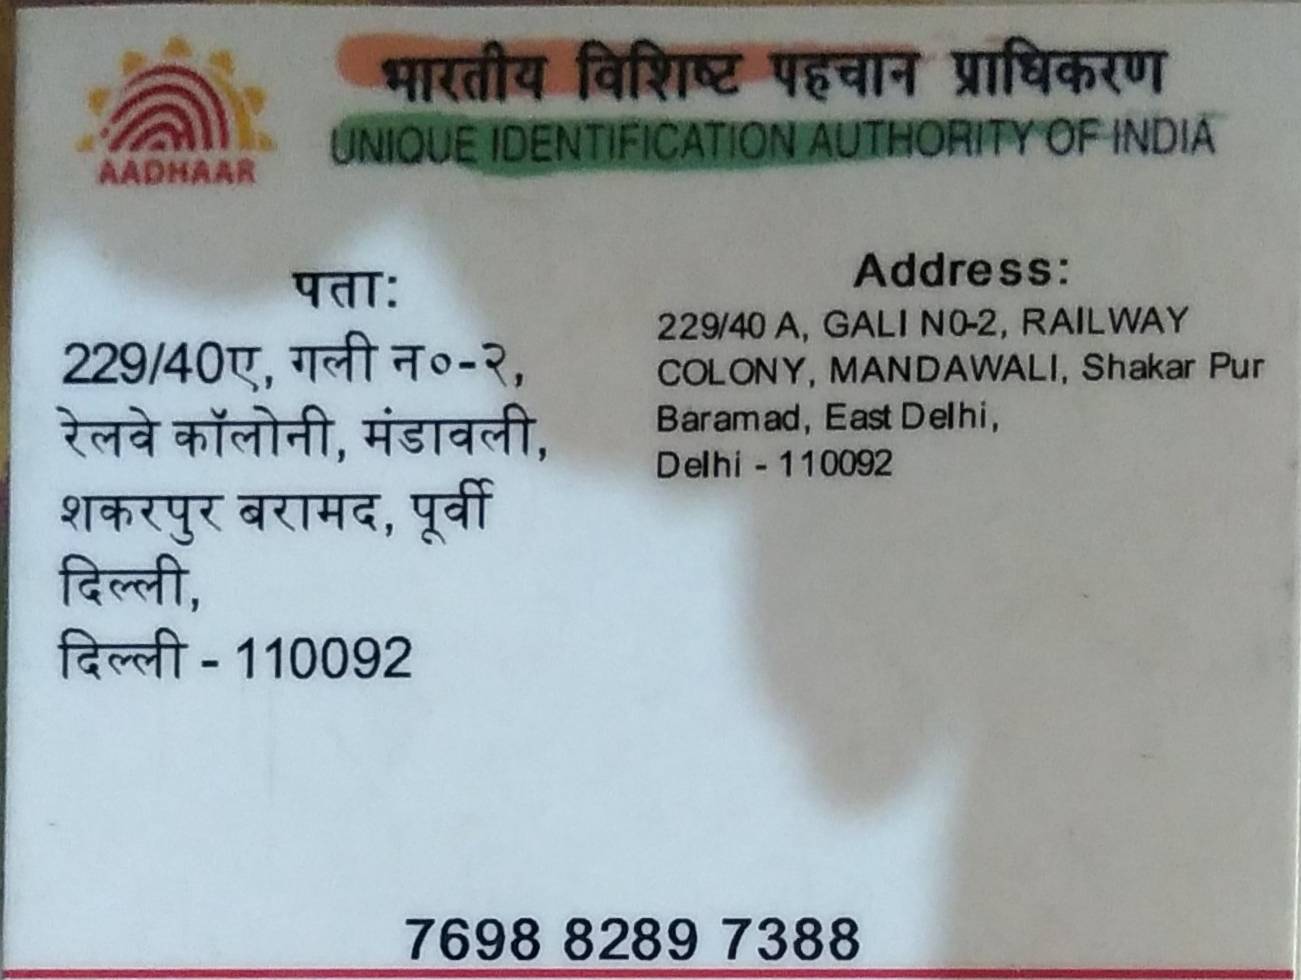 भारतीय विशिष्ट पहचान प्राधिकरण
UNIQUE IDENTIFICATION AUTHORITY OF INDIA
AADHAAR
पता:
229/40ए, गली न०-२,
रेलवे कॉलोनी, मंडावली,
शकरपुर बरामद, पूर्वी
दिल्ली,
दिल्ली - 110092
Address:
229/40 A, GALI N0-2, RAILWAY
COLONY, MANDAWALI, Shakar Pur
Baramad, East Delhi,
Delhi - 110092
7698 8289 7388